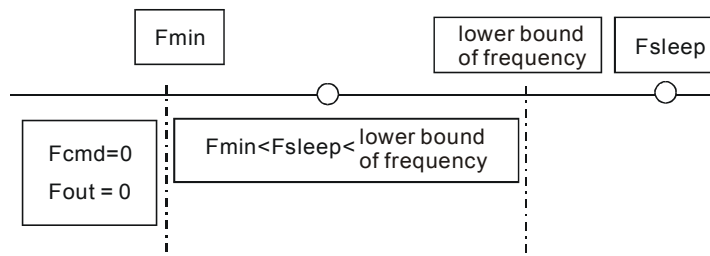 Fmin
lower bound
of frequency
Fsleep
Fcmd=0
Fout = 0
Fmin<Fsleep< lower bound
of frequency